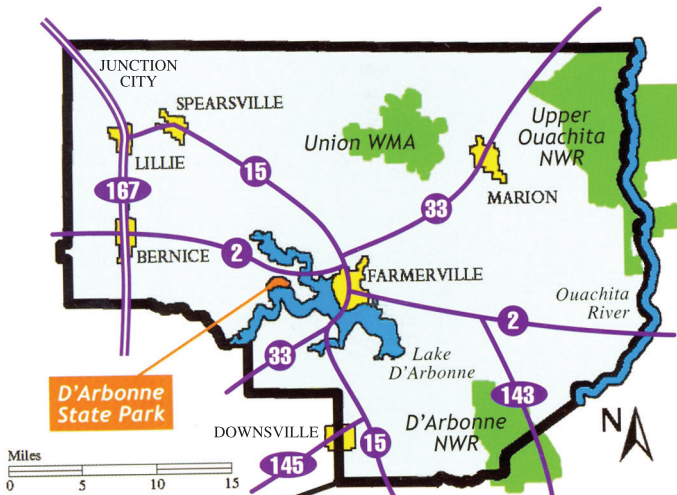 JUNCTION
CITY
SPEARSVILLE
LILLIE
Union WMA
Upper
Ouachita
NWR
15
167
33
MARION
BERNICE
2
FARMERVILLE
Ouachita
River
2
33
Lake
D'Arbonne
D'Arbonne
State Park
143
D'Arbonne
NWR
N
DOWNSVILLE
15
145
Miles
0
5
10
15